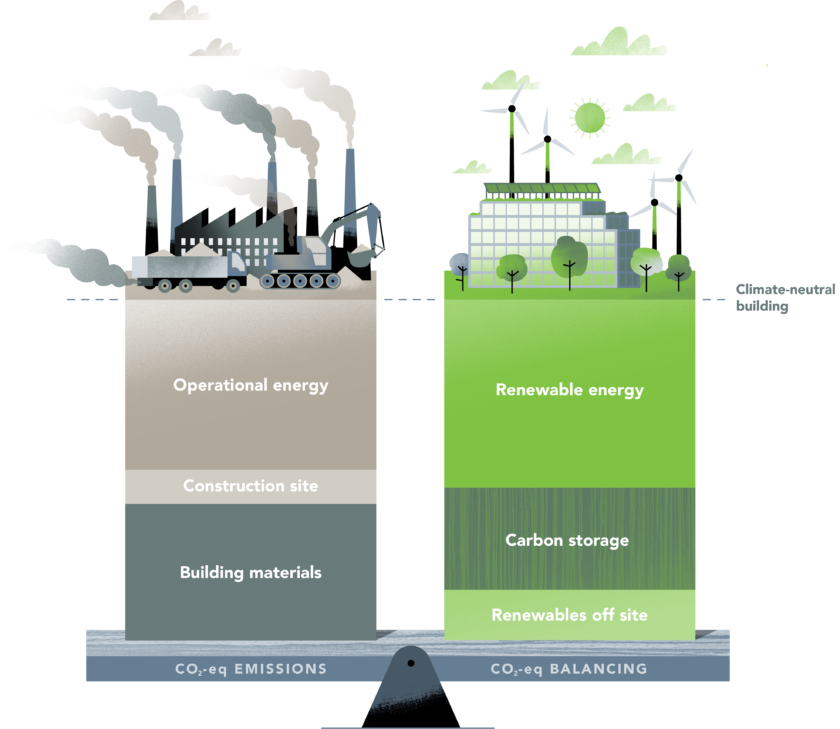 Climate-neutral
building
Operational energy
Renewable energy
Construction site
Carbon storage
Building materials
Renewables off site
CO₂-eq EMISSIONS
CO₂-eq BALANCING